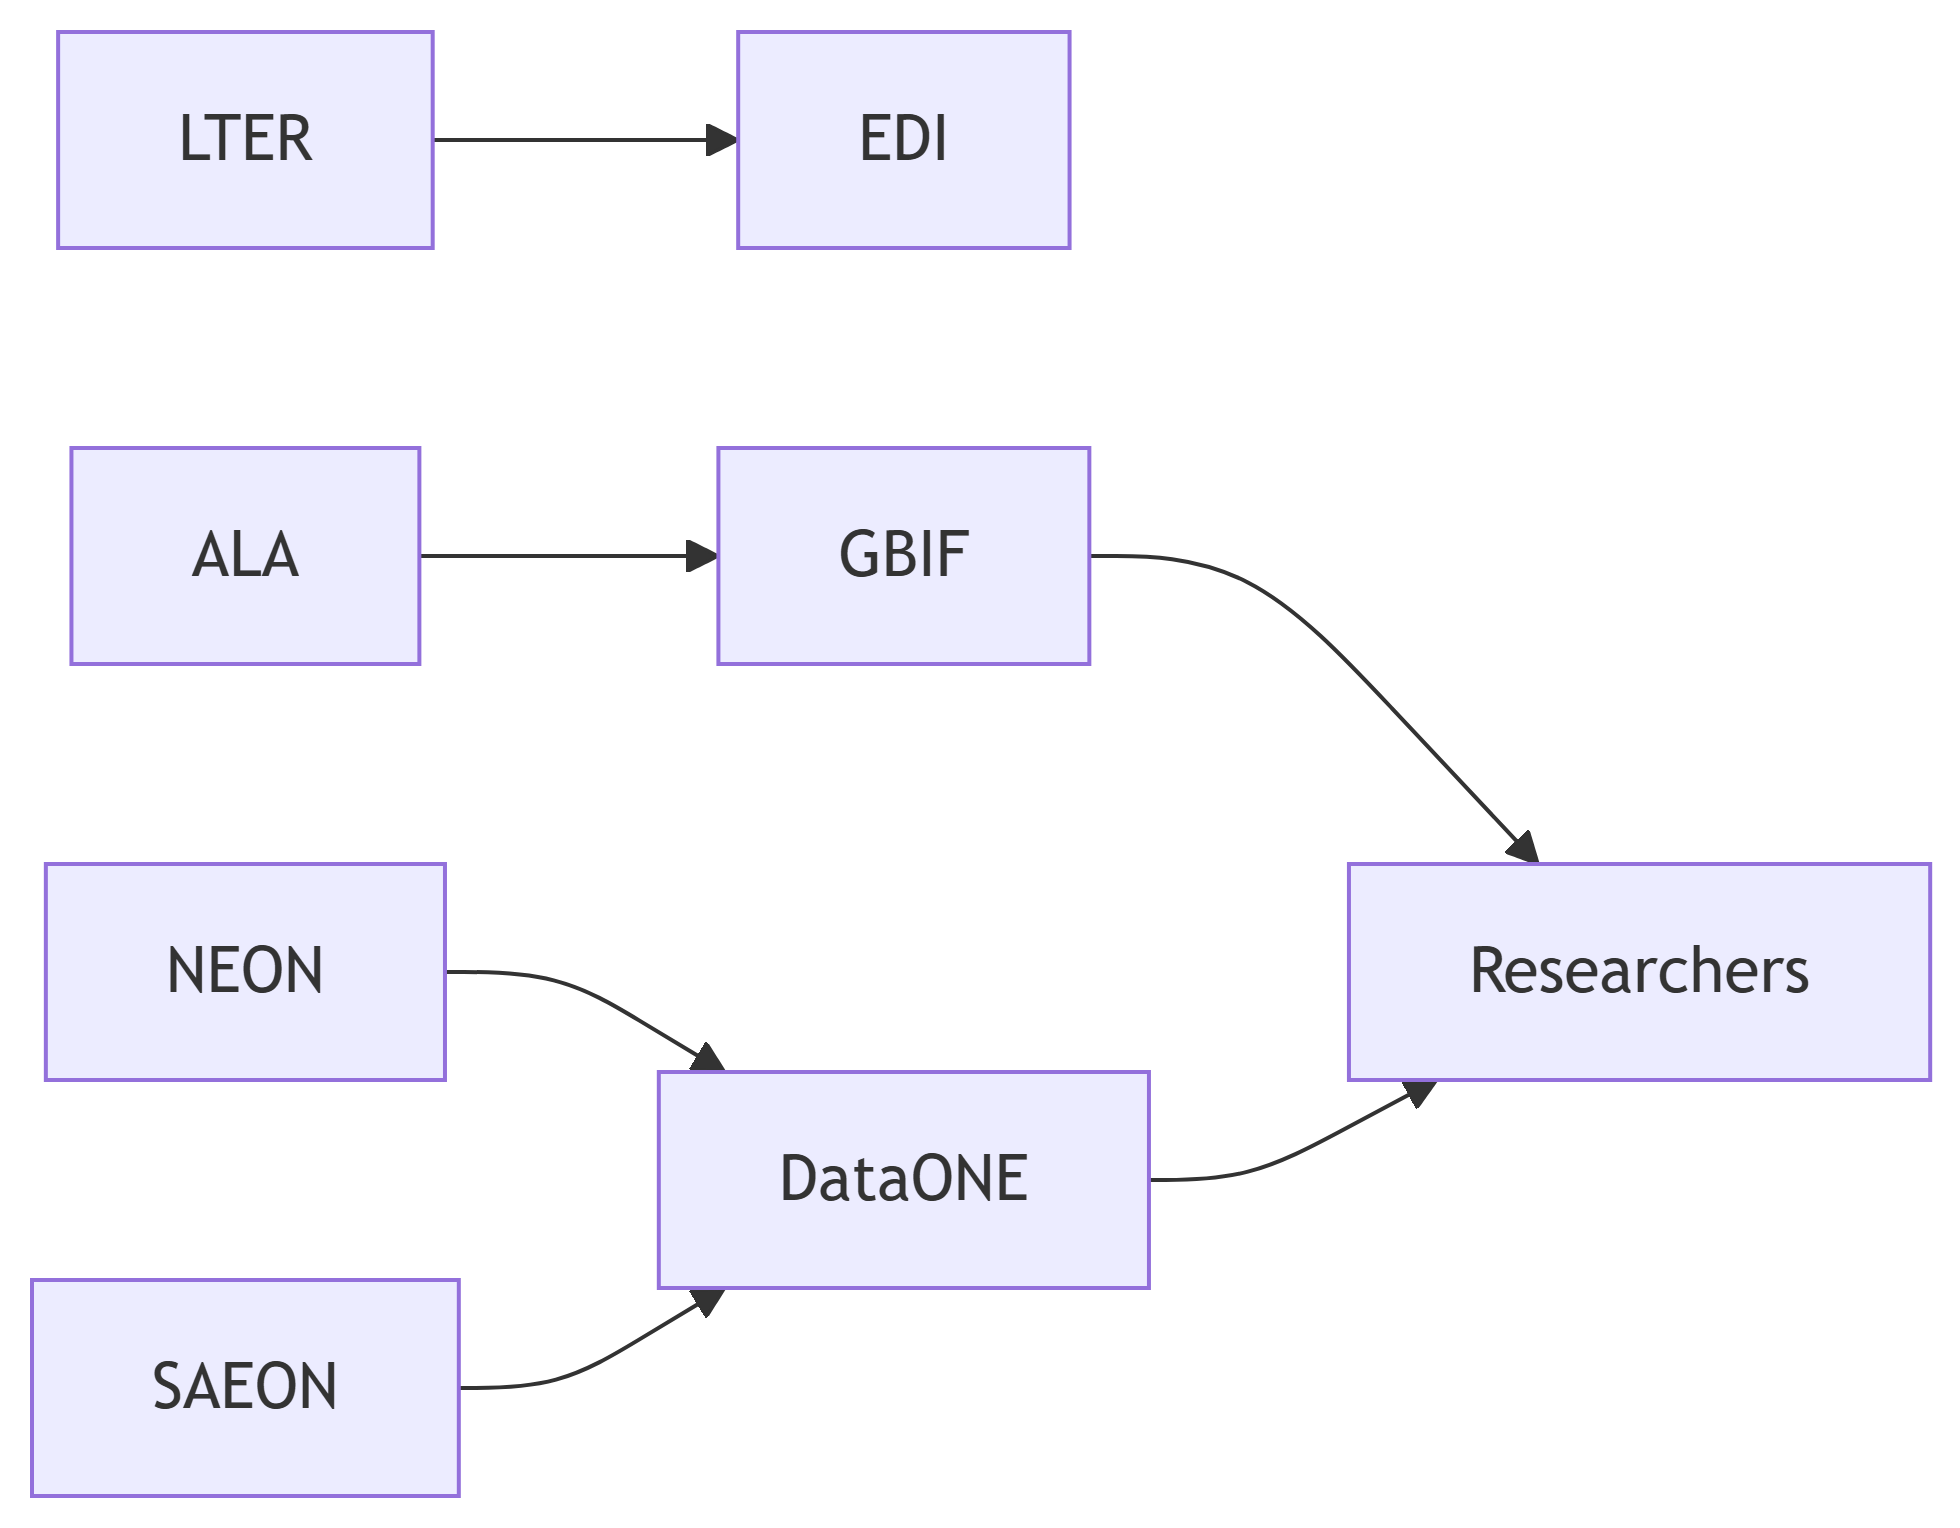 LTER
EDI
ALA
GBIF
NEON
Researchers
DataONE
SAEON